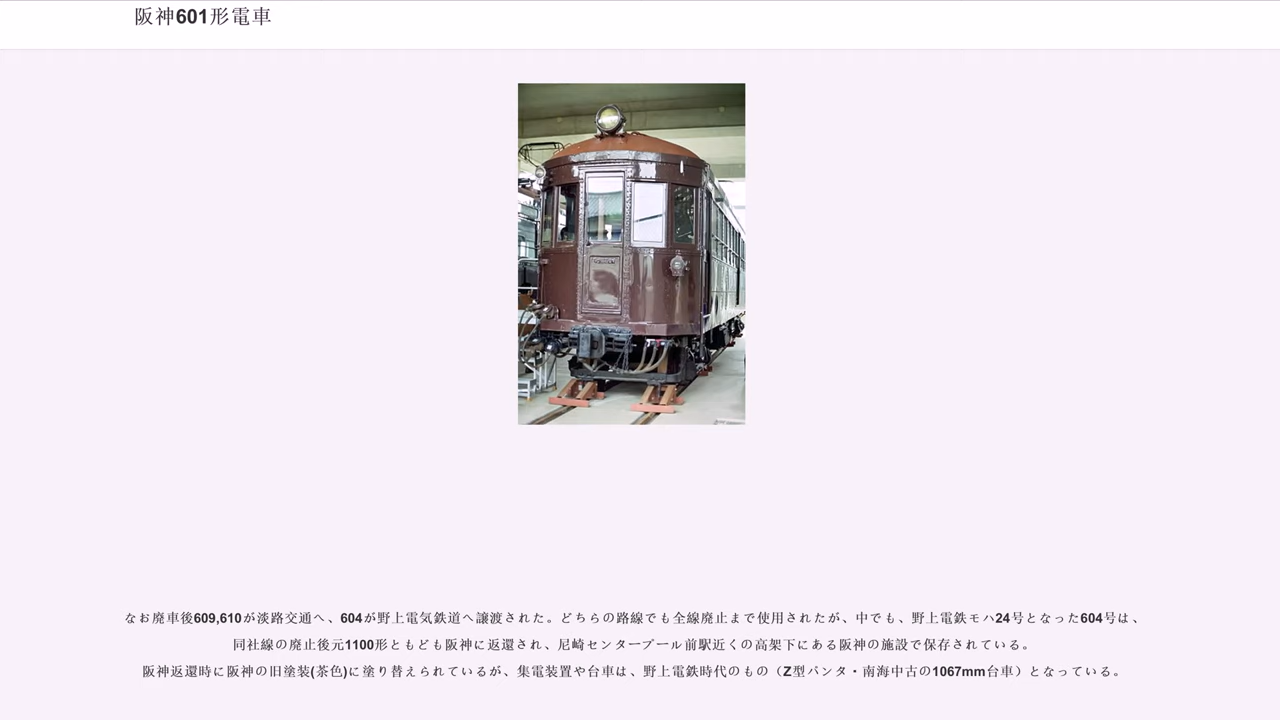 阪神601形電車
なお廃車後609,610が淡路交通へ、604が野上電気鉄道へ譲渡された。どちらの路線でも全線廃止まで使用されたが、中でも、野上電鉄モハ24号となった604号は、
同社線の廃止後元1100形ともども阪神に返還され、尼崎センタープール前駅近くの高架下にある阪神の施設で保存されている。
阪神返還時に阪神の旧塗装(茶色)に塗り替えられているが、集電装置や台車は、野上電鉄時代のもの（Z型パンタ・南海中古の1067mm台車）となっている。